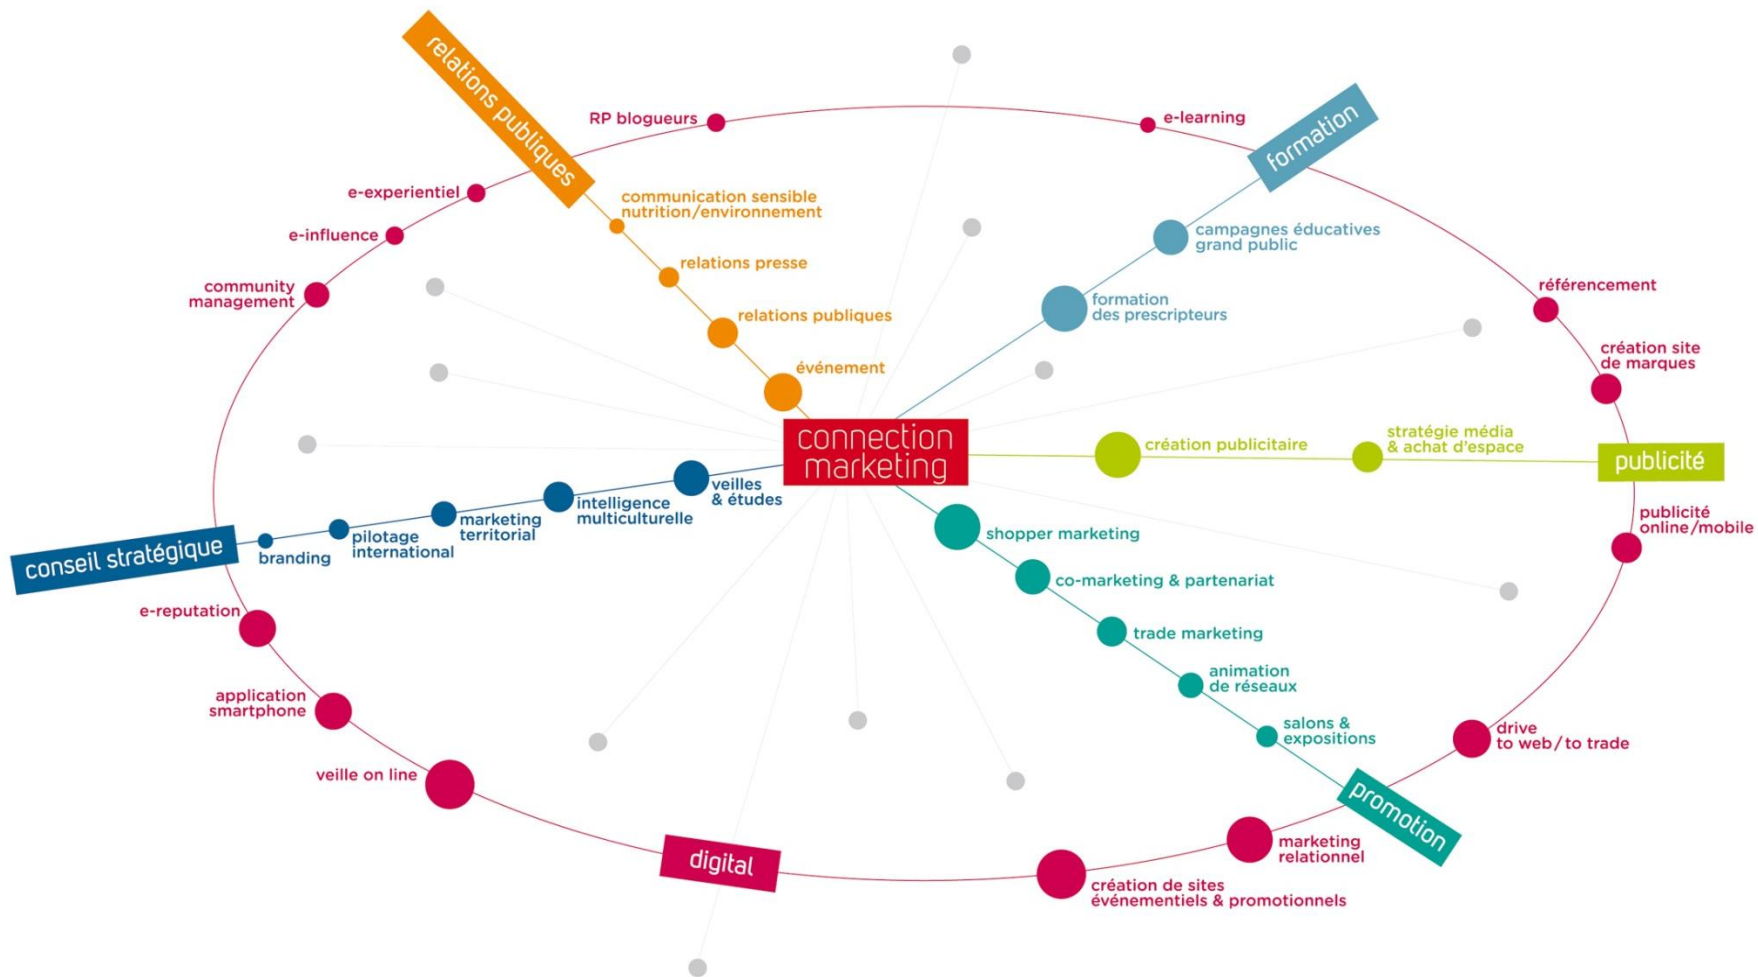 relations publiques
RP blogueurs
e-learning
formation
e-experientiel
communication sensible
nutrition/environnement
e-influence
relations presse
campagnes éducatives
grand public
community
management
référencement
formation
des prescripteurs
relations publiques
création site
de marques
événement
connection
marketing
création publicitaire
stratégie média
& achat d'espace
publicité
veilles
& études
intelligence
multiculturelle
marketing
territorial
pilotage
international
branding
conseil stratégique
shopper marketing
publicité
online/mobile
co-marketing & partenariat
e-reputation
trade marketing
animation
de réseaux
application
smartphone
salons &
expositions
drive
to web/to trade
veille on line
promotion
digital
marketing
relationnel
création de sites
événementiels & promotionnels